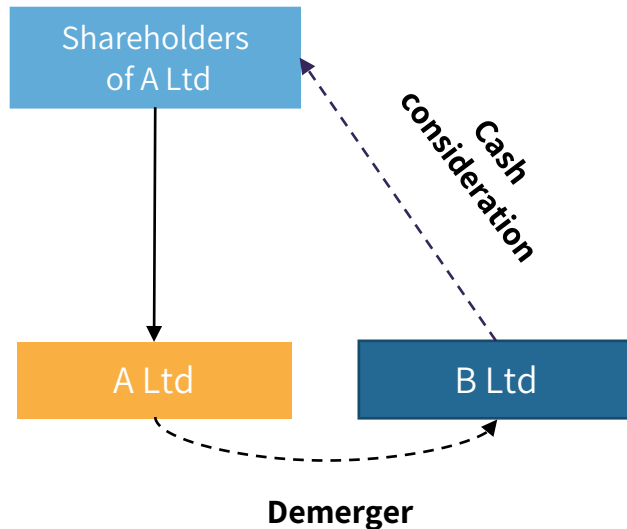 Shareholders
of A Ltd
Cash
consideration
A Ltd
B Ltd
Demerger